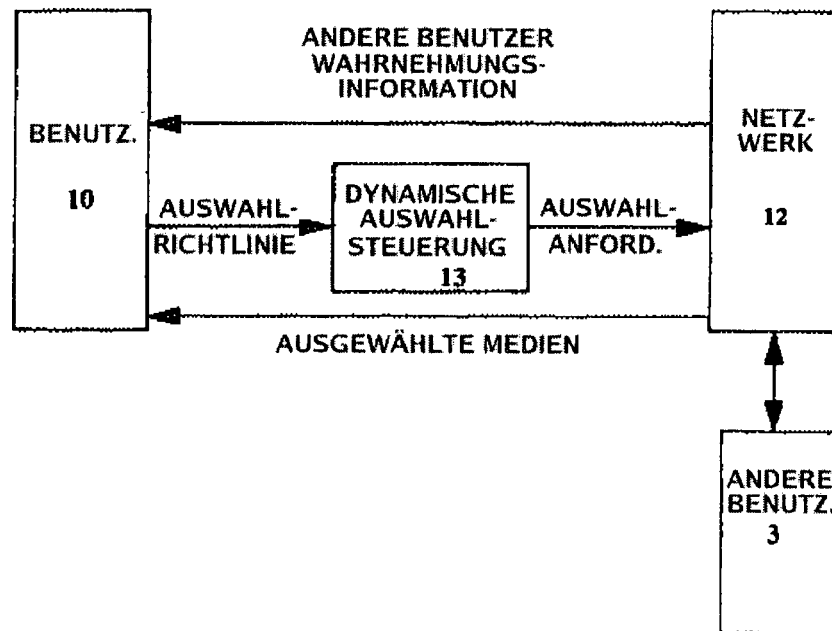 ANDERE BENUTZER
WAHRNEHMUNGS-
INFORMATION
BENUTZ.
10
AUSWAHL-
RICHTLINIE
DYNAMISCHE
AUSWAHL-
STEUERUNG
13
AUSWAHL-
ANFORD.
NETZ-
WERK
12
AUSGEWÄHLTE MEDIEN
ANDERE
BENUTZ.
3